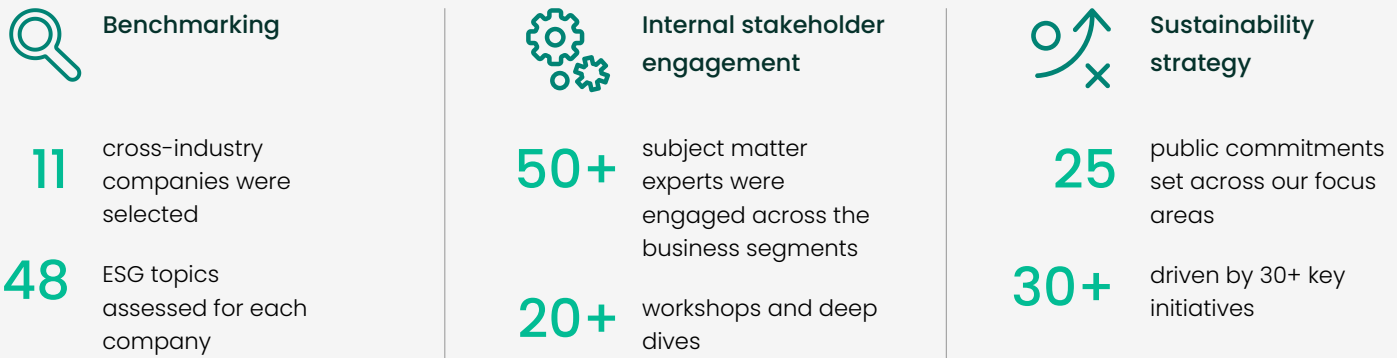 Benchmarking
11
cross-industry
companies were
selected
48
ESG topics
assessed for each
company
Internal stakeholder
engagement
50+
subject matter
experts were
engaged across the
business segments
20+
workshops and deep
dives
Sustainability
strategy
25
public commitments
set across our focus
areas
30+
driven by 30+ key
initiatives